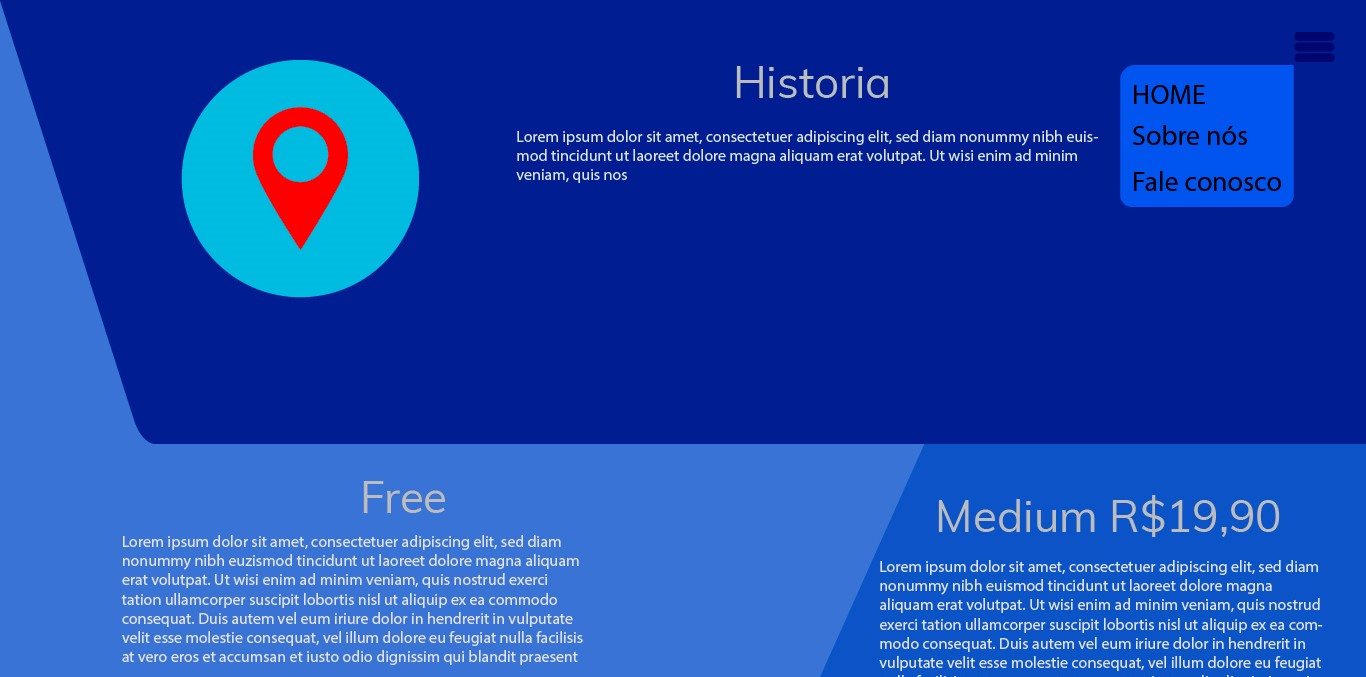 Historia
Lorem ipsum dolor sit amet, consectetuer adipiscing elit, sed diam nonummy nibh euis-
mod tincidunt ut laoreet dolore magna aliquam erat volutpat. Ut wisi enim ad minim
veniam, quis nos
HOME
Sobre nós
Fale conosco
Free
Lorem ipsum dolor sit amet, consectetuer adipiscing elit, sed diam
nonummy nibh euzismod tincidunt ut laoreet dolore magna aliquam
erat volutpat. Ut wisi enim ad minim veniam, quis nostrud exerci
tation ullamcorper suscipit lobortis nisl ut aliquip ex ea commodo
consequat. Duis autem vel eum iriure dolor in hendrerit in vulputate
velit esse molestie consequat, vel illum dolore eu feugiat nulla facilisis
at vero eros et accumsan et iusto odio dignissim qui blandit praesent
Medium R$19,90
Lorem ipsum dolor sit amet, consectetuer adipiscing elit, sed diam
nonummy nibh euismod tincidunt ut laoreet dolore magna
aliquam erat volutpat. Ut wisi enim ad minim veniam, quis nostrud
exerci tation ullamcorper suscipit lobortis nisl ut aliquip ex ea com-
modo consequat. Duis autem vel eum iriure dolor in hendrerit in
vulputate velit esse molestie consequat, vel illum dolore eu feugiat